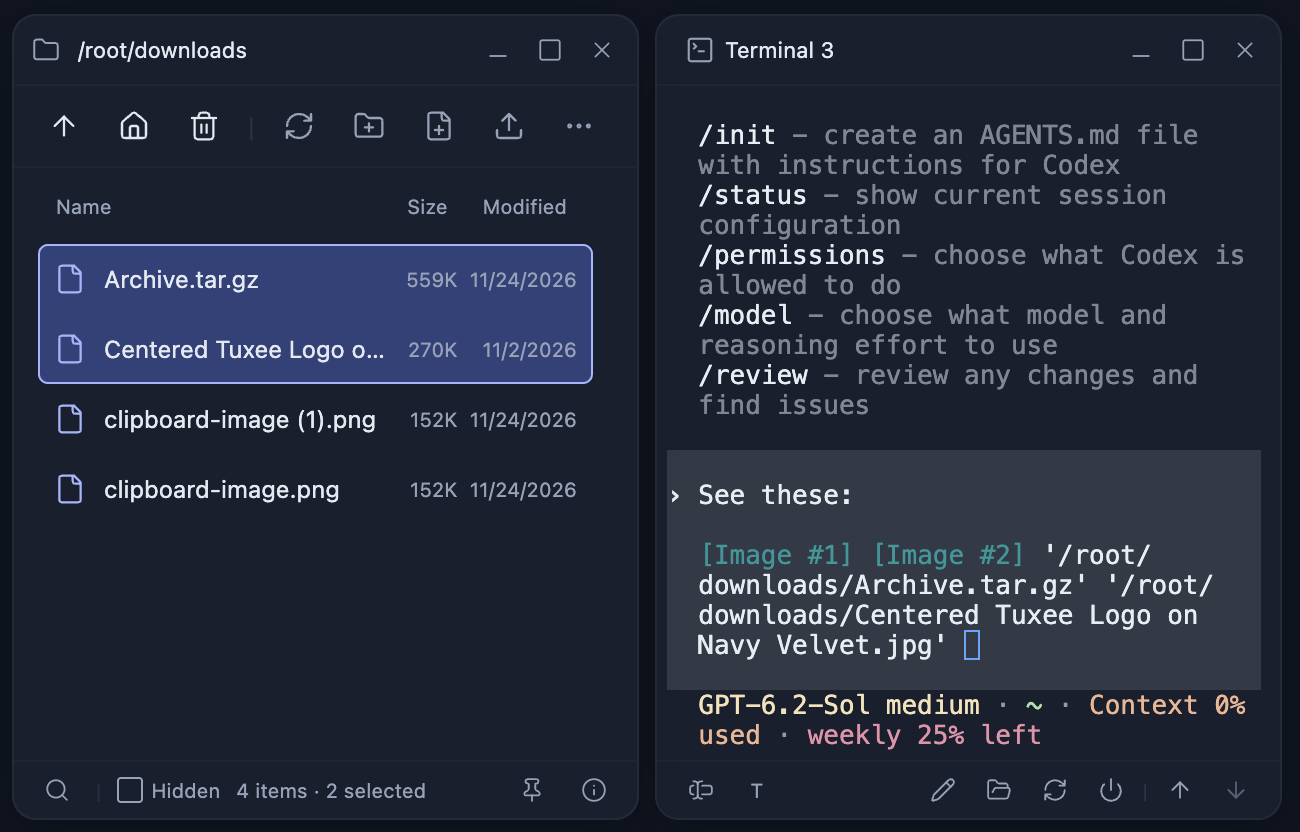 /root/downloads
Name Size Modified
Archive.tar.gz 559K 11/24/2026
Centered Tuxee Logo o... 270K 11/2/2026
clipboard-image (1).png 152K 11/24/2026
clipboard-image.png 152K 11/24/2026
Hidden 4 items · 2 selected
Terminal 3
/init – create an AGENTS.md file
with instructions for Codex
/status – show current session
configuration
/permissions – choose what Codex is
allowed to do
/model – choose what model and
reasoning effort to use
/review – review any changes and
find issues
› See these:
[Image #1] [Image #2] '/root/
downloads/Archive.tar.gz' '/root/
downloads/Centered Tuxee Logo on
Navy Velvet.jpg'
GPT-6.2-Sol medium · ~ · Context 0%
used · weekly 25% left
T